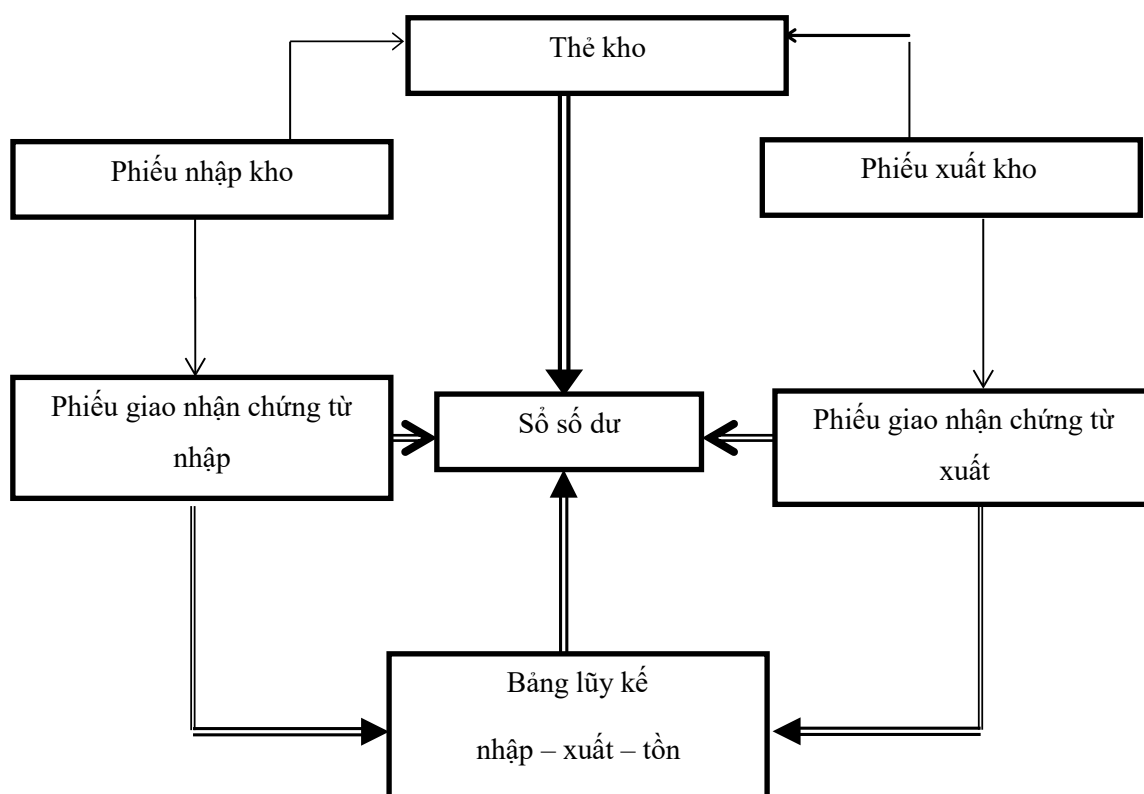 Thẻ kho
Phiếu nhập kho
Phiếu xuất kho
Phiếu giao nhận chứng từ
nhập
Sổ số dư
Phiếu giao nhận chứng từ
xuất
Bảng lũy kế
nhập – xuất – tồn